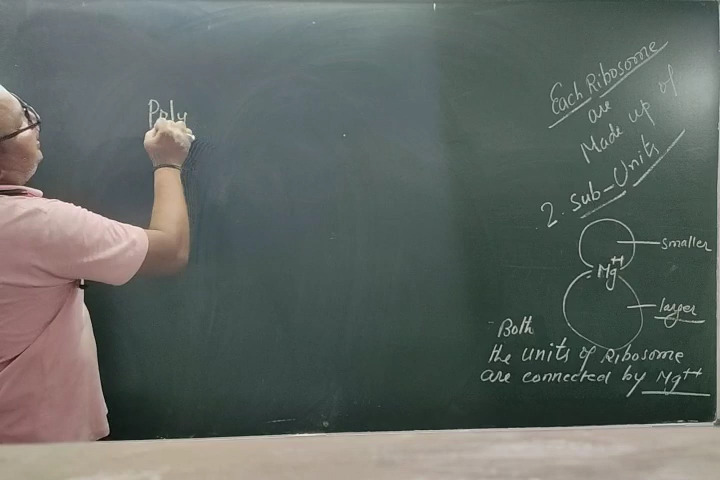 Poly
Each Ribosome
are
Made up of
2. Sub-Units
smaller
Mg++
larger
Both
the units of Ribosome
are connected by Mg++